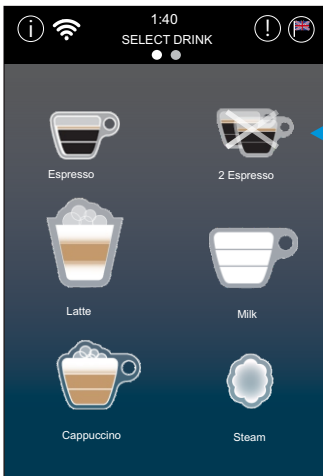 1:40
SELECT DRINK
Espresso
2 Espresso
Latte
Milk
Cappuccino
Steam